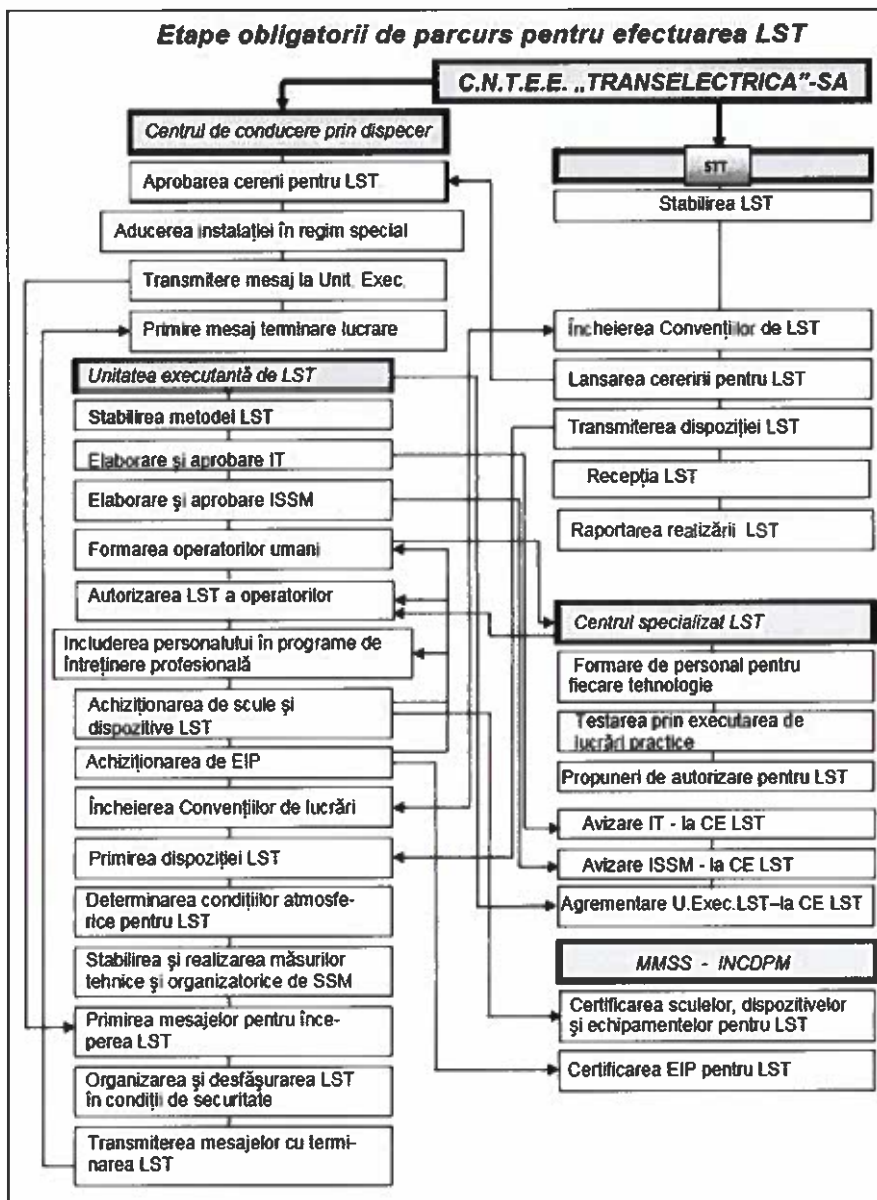 Etape obligatorii de parcurs pentru efectuarea LST
C.N.T.E.E. „TRANSELECTRICA”-SA
Centrul de conducere prin dispecer
Aprobarea cererii pentru LST
Aducerea instalației în regim special
Transmitere mesaj la Unit. Exec.
Primire mesaj terminare lucrare
Unitatea executantă de LST
Stabilirea metodei LST
Elaborare și aprobare IT
Elaborare și aprobare ISSM
Formarea operatorilor umani
Autorizarea LST a operatorilor
Includerea personalului în programe de
întreținere profesională
Achiziționarea de scule și
dispozitive LST
Achiziționarea de EIP
Încheierea Convențiilor de lucrări
Primirea dispoziției LST
Determinarea condițiilor atmosfe-
rice pentru LST
Stabilirea și realizarea măsurilor
tehnice și organizatorice de SSM
Primirea mesajelor pentru înce-
perea LST
Organizarea și desfășurarea LST
în condiții de securitate
Transmiterea mesajelor cu termi-
narea LST
STT
Stabilirea LST
Încheierea Convențiilor de LST
Lansarea cererinii pentru LST
Transmiterea dispoziției LST
Recepția LST
Raportarea realizării LST
Centrul specializat LST
Formare de personal pentru
fiecare tehnologie
Testarea prin executarea de
lucrări practice
Propuneri de autorizare pentru LST
Avizare IT - la CE LST
Avizare ISSM - la CE LST
Agrementare U.Exec.LST–la CE LST
MMSS - INCDPM
Certificarea sculelor, dispozitivelor
și echipamentelor pentru LST
Certificarea EIP pentru LST